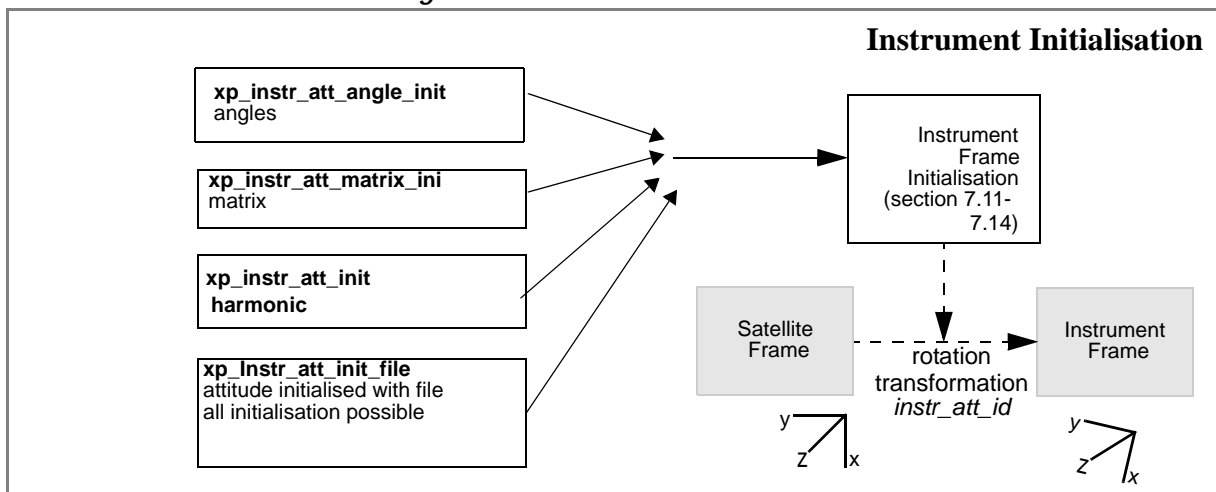 Instrument Initialisation
xp_instr_att_angle_init
angles
xp_instr_att_matrix_ini
matrix
xp_instr_att_init
harmonic
xp_Instr_att_init_file
attitude initialised with file
all initialisation possible
Instrument
Frame
Initialisation
(section 7.11-
7.14)
Satellite
Frame
rotation
transformation
instr_att_id
Instrument
Frame
y
Z
x
y
z
x